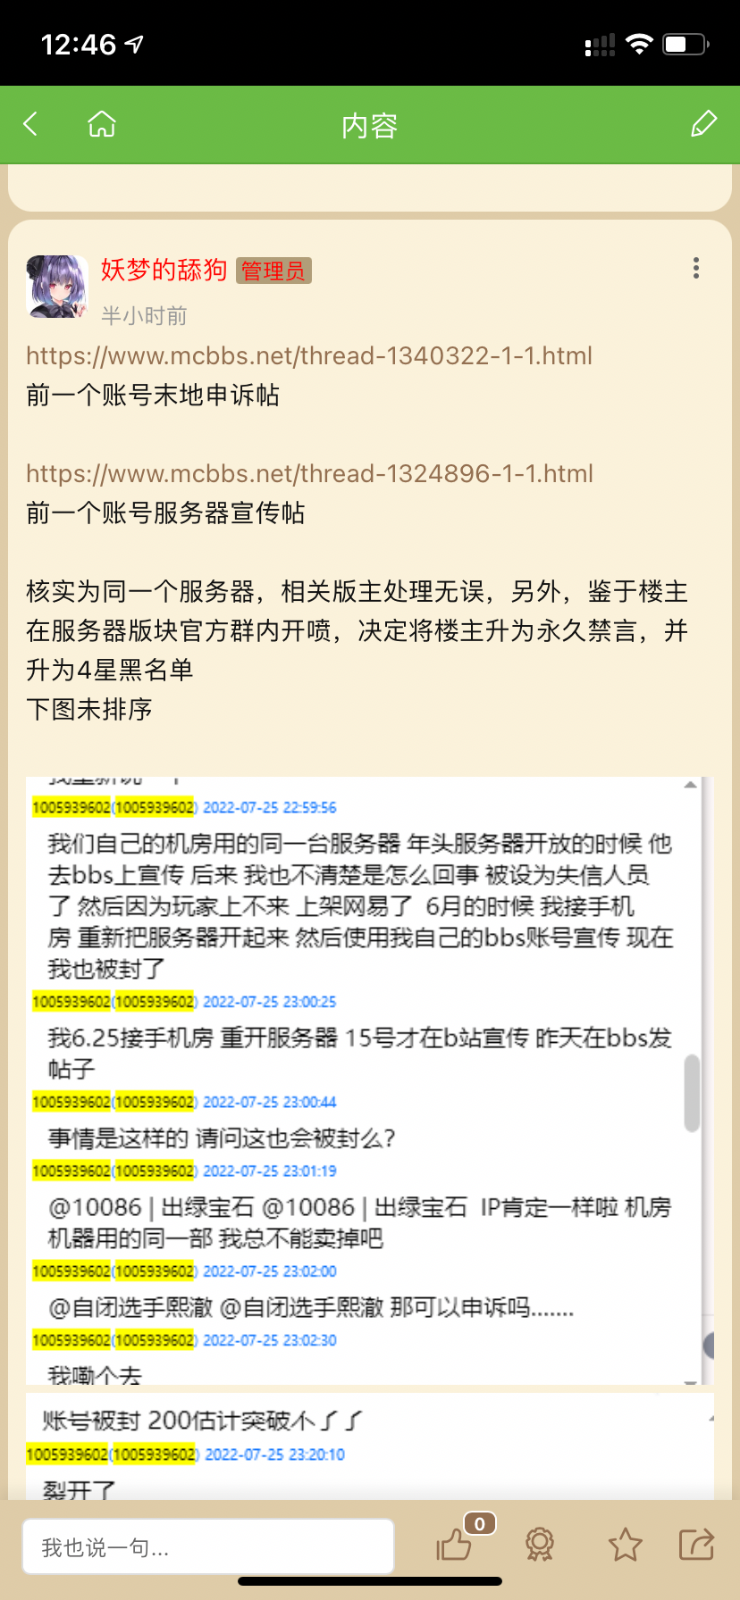 12:46
内容
妖梦的舔狗 管理员
半小时前
https://www.mcbbs.net/thread-1340322-1-1.html
前一个账号末地申诉帖
https://www.mcbbs.net/thread-1324896-1-1.html
前一个账号服务器宣传帖
核实为同一个服务器，相关版主处理无误，另外，鉴于楼主
在服务器版块官方群内开喷，决定将楼主升为永久禁言，并
升为4星黑名单
下图未排序
1005939602(1005939602) 2022-07-25 22:59:56
我们自己的机房用的同一台服务器 年头服务器开放的时候 他
去bbs上宣传 后来 我也不清楚是怎么回事 被设为失信人员
了 然后因为玩家上不来 上架网易了 6月的时候 我接手机
房 重新把服务器开起来 然后使用我自己的bbs账号宣传 现在
我也被封了
1005939602(1005939602) 2022-07-25 23:00:25
我6.25接手机房 重开服务器 15号才在b站宣传 昨天在bbs发
帖子
1005939602(1005939602) 2022-07-25 23:00:44
事情是这样的 请问这也会被封么?
1005939602(1005939602) 2022-07-25 23:01:19
@10086 | 出绿宝石 @10086 | 出绿宝石 IP肯定一样啦 机房
机器用的同一部 我总不能卖掉吧
1005939602(1005939602) 2022-07-25 23:02:00
@自闭选手熙澈 @自闭选手熙澈 那可以申诉吗.......
1005939602(1005939602) 2022-07-25 23:02:30
我嘞个去
账号被封 200估计突破不了了
1005939602(1005939602) 2022-07-25 23:20:10
裂开了
我也说一句...
0